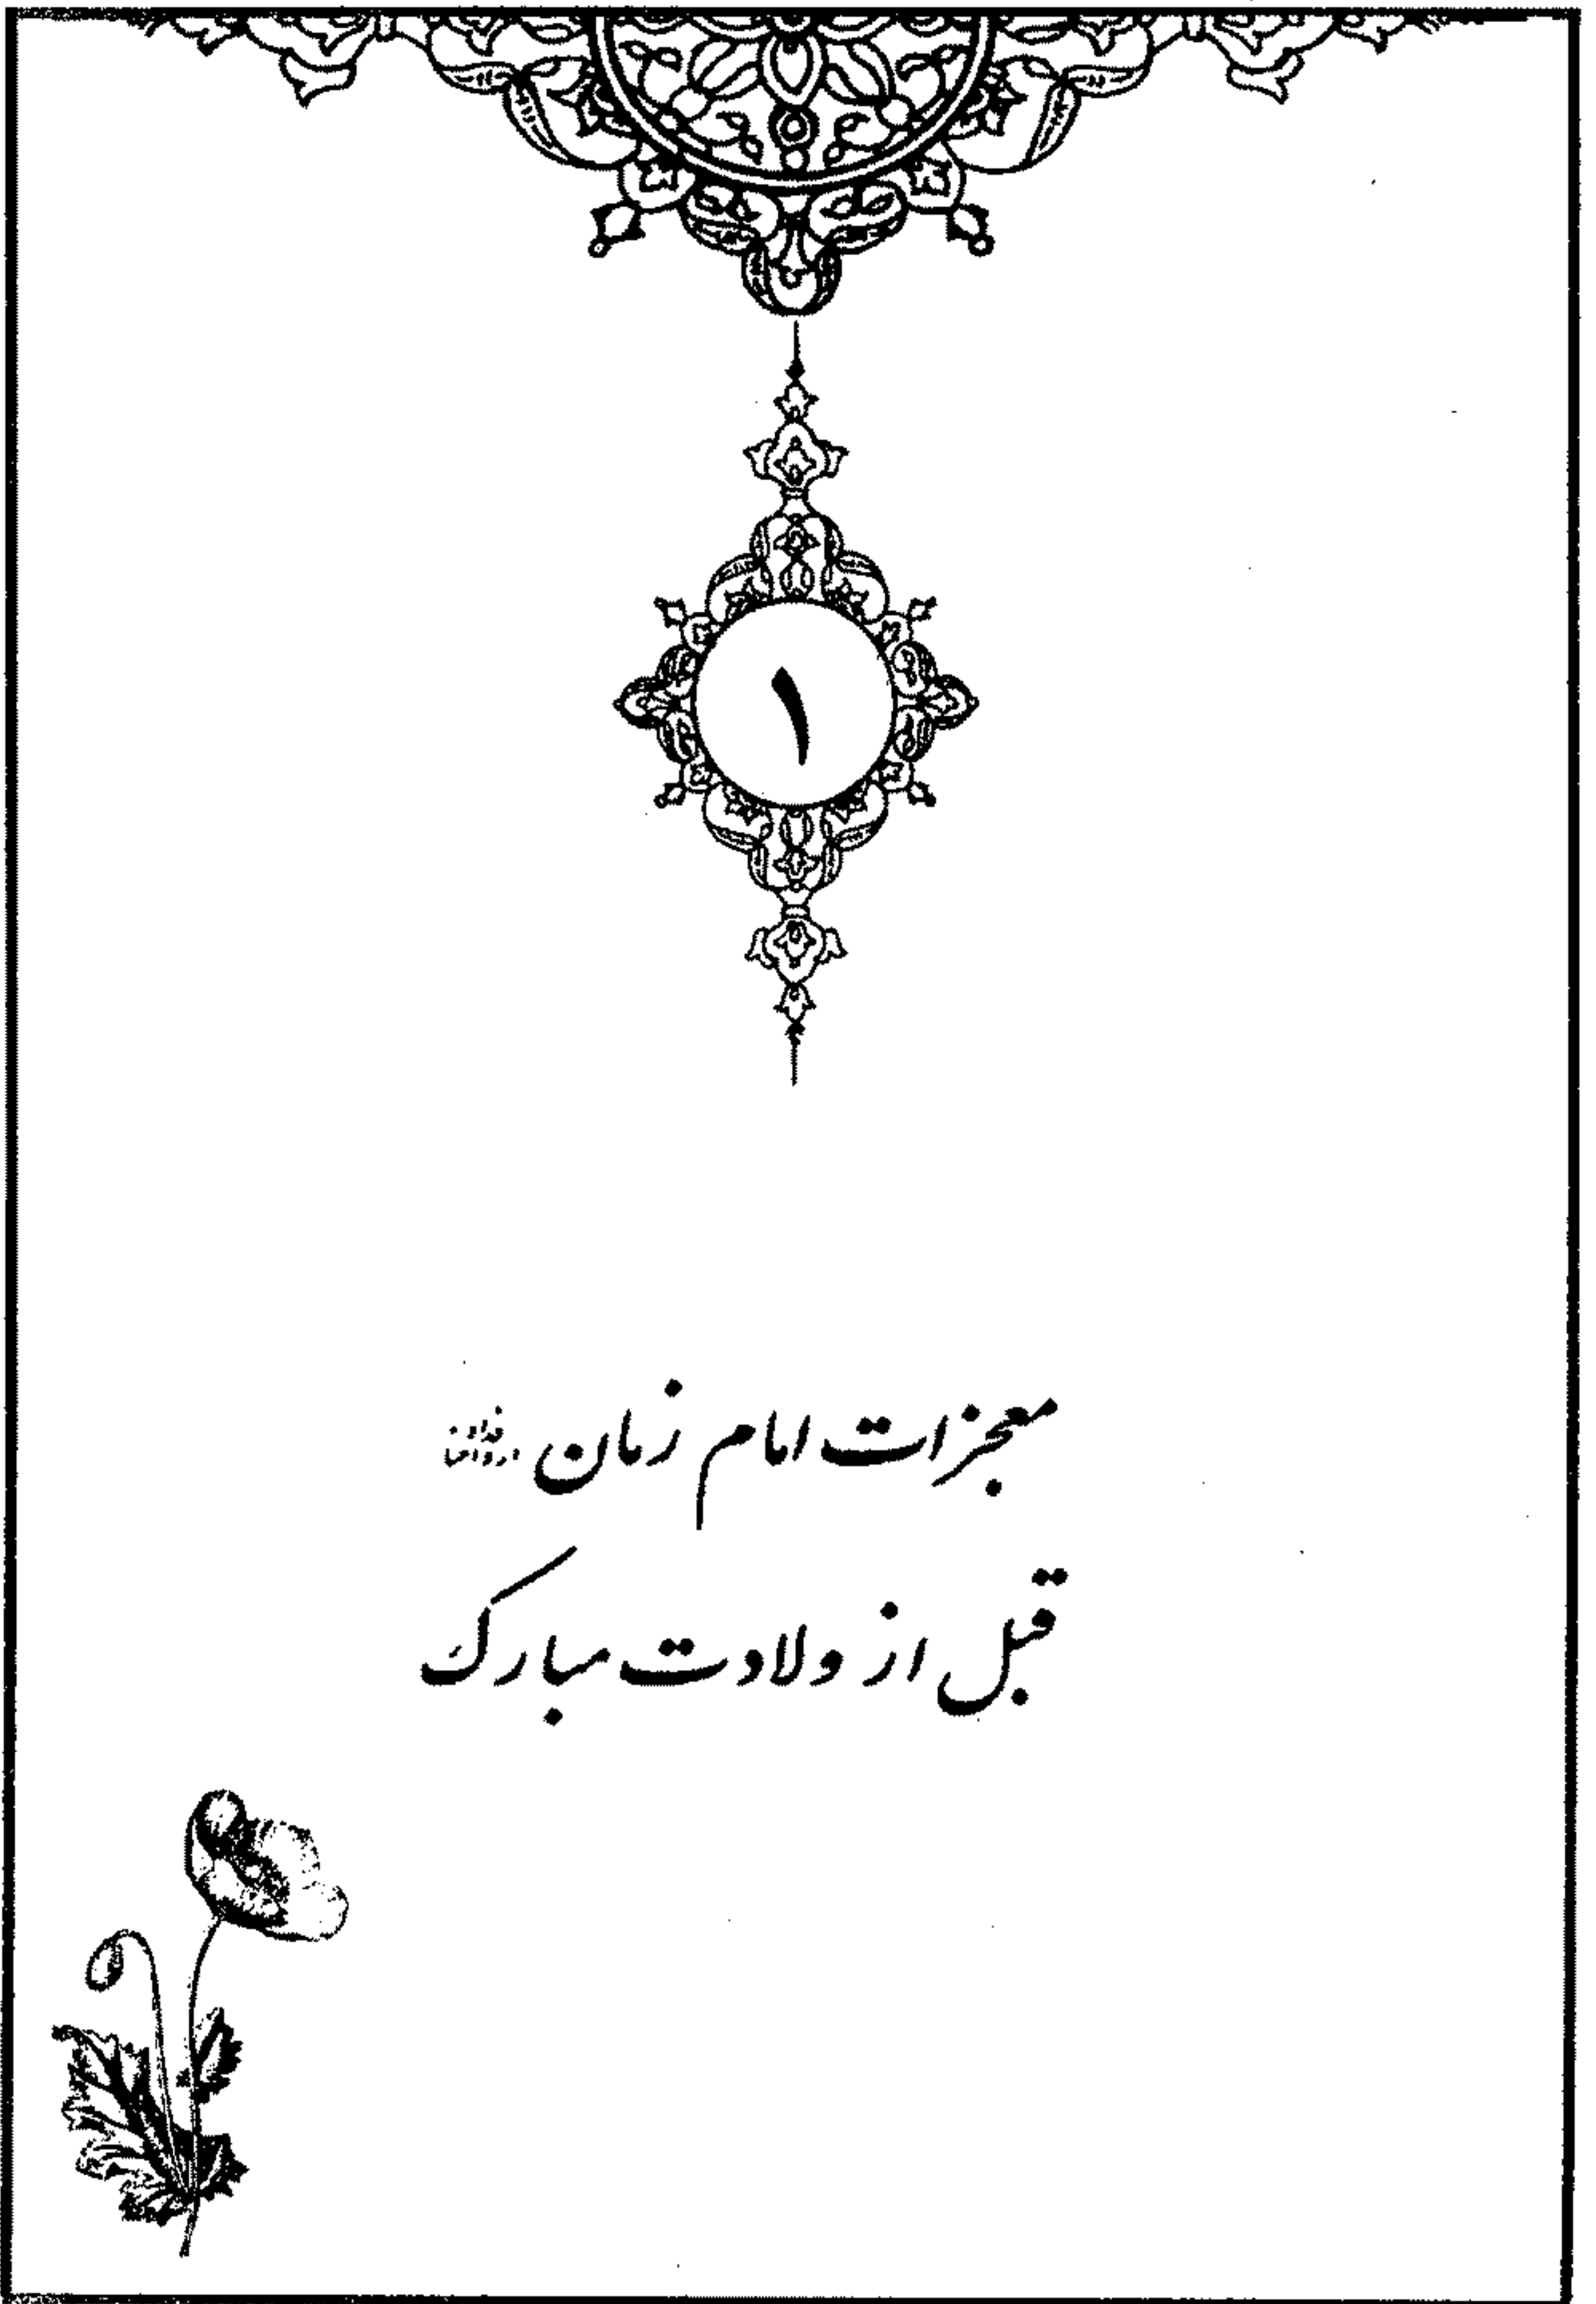 ۱
معجزات امام زمان
قبل از ولادت مبارک